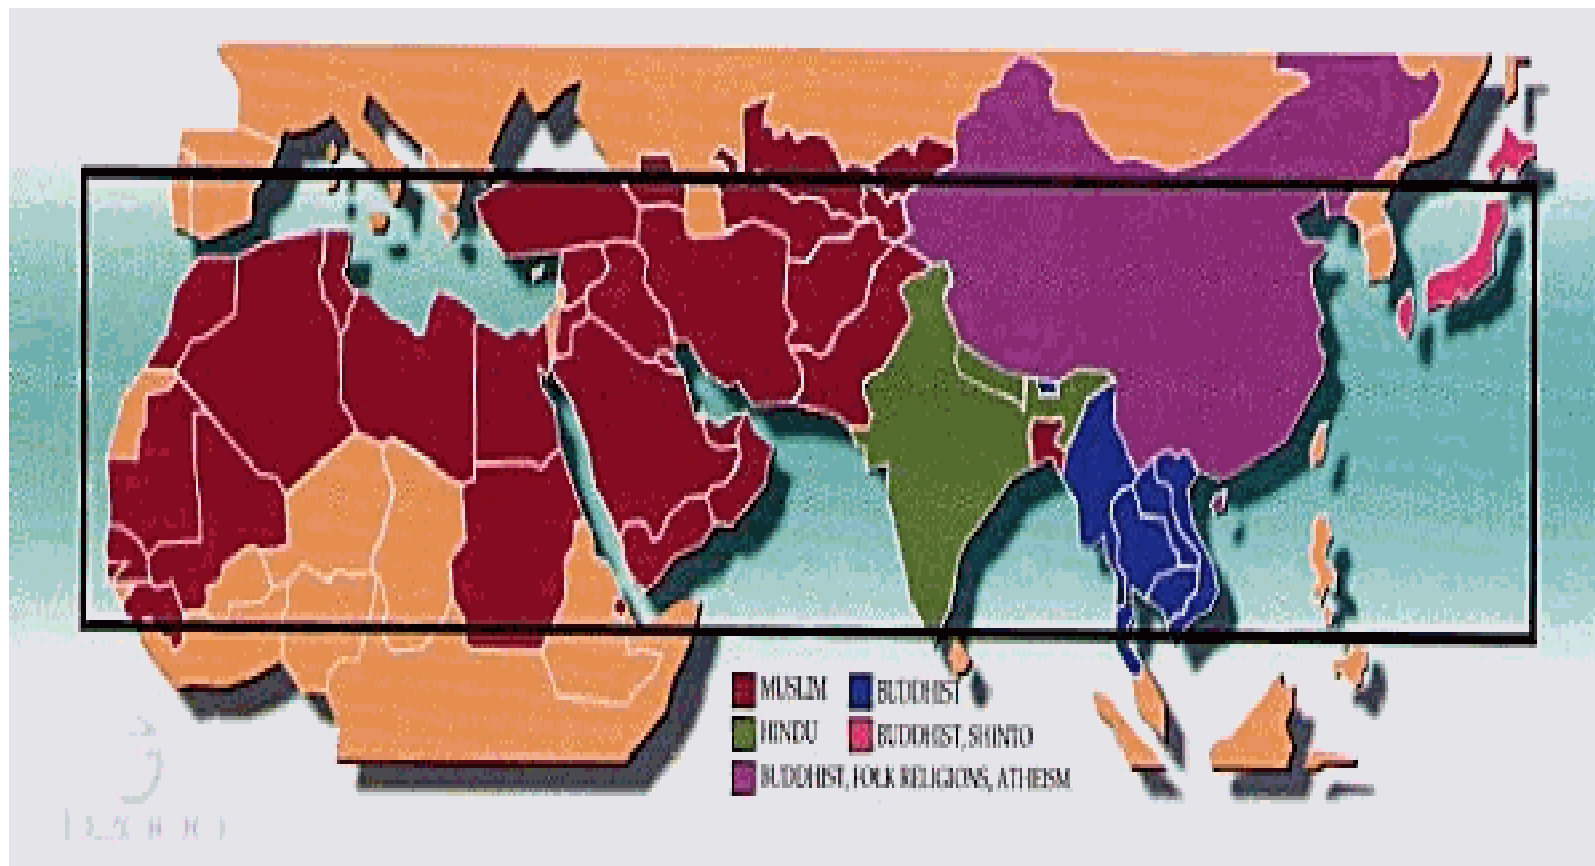 MUSLIM
BUDDHIST
HINDU
BUDDHIST, SHINTO
BUDDHIST, FOLK RELIGIONS, ATHEISM